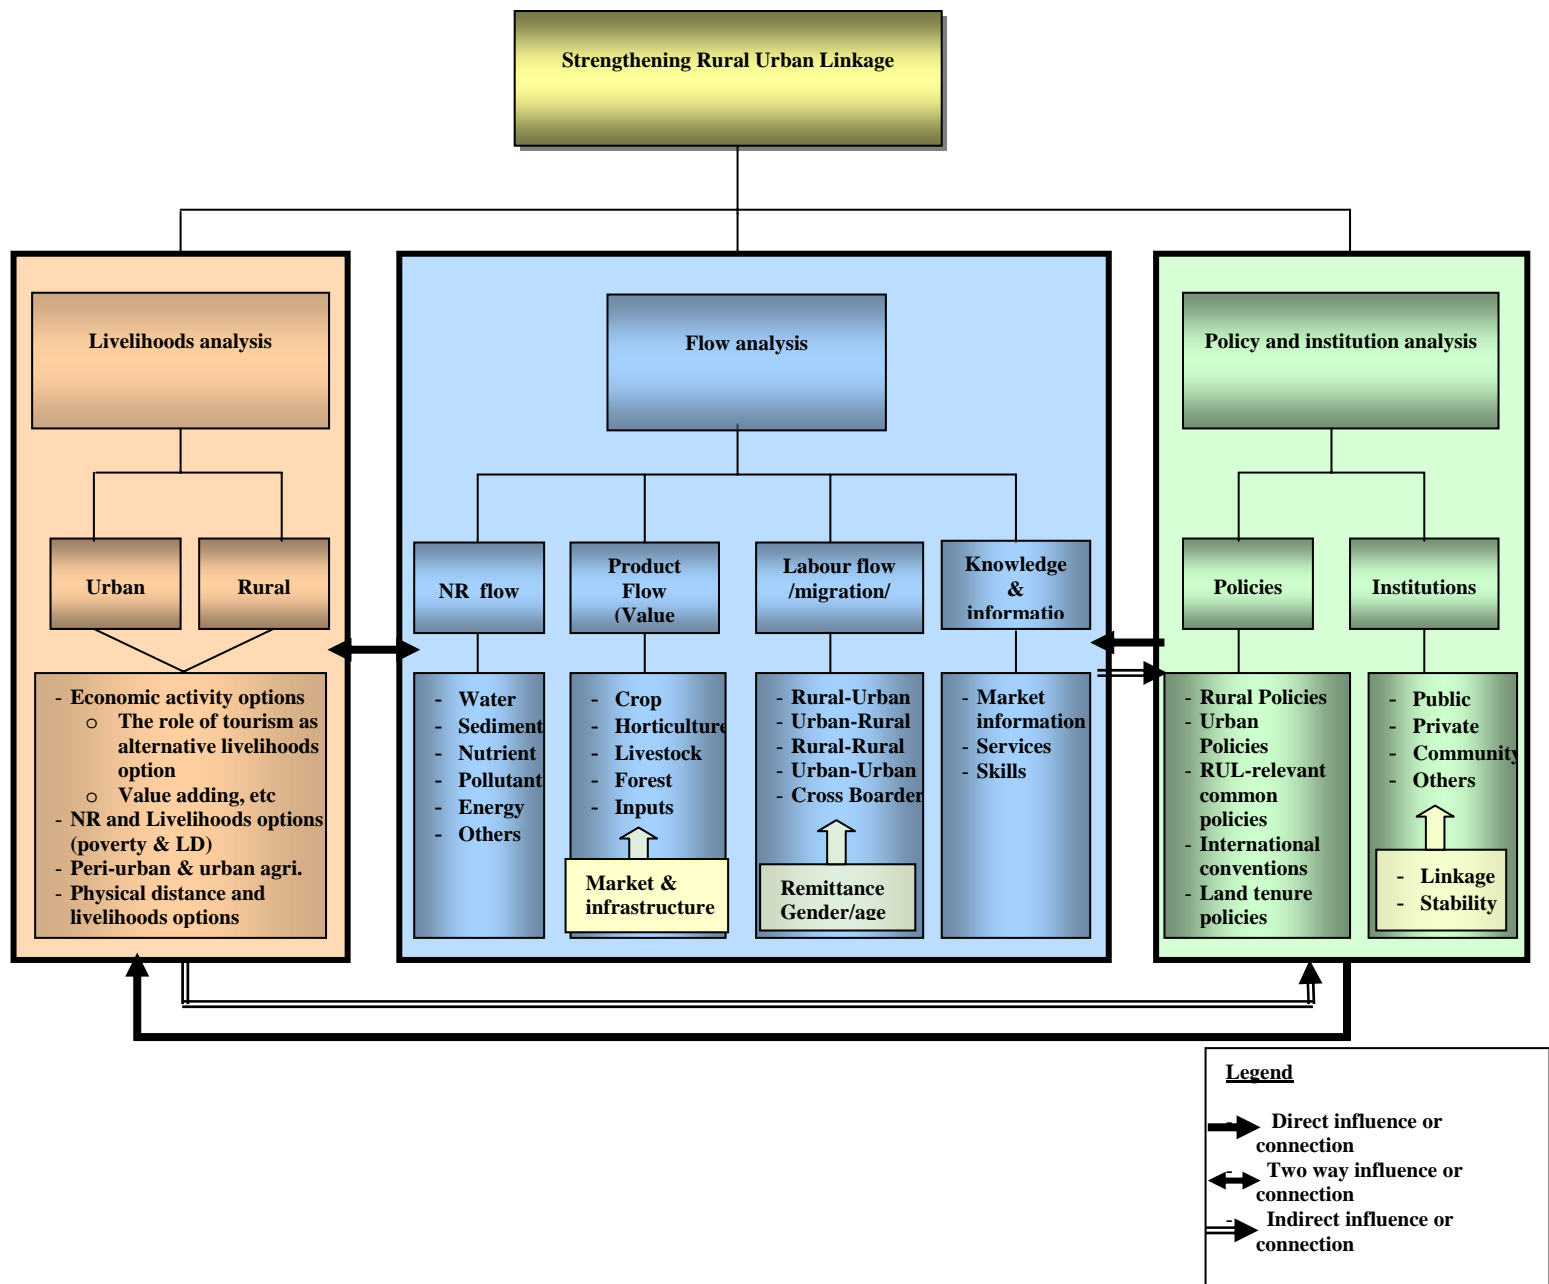 Strengthening Rural Urban Linkage
Livelihoods analysis
Urban
Rural
- Economic activity options
o The role of tourism as
alternative livelihoods
option
o Value adding, etc
- NR and Livelihoods options
(poverty & LD)
- Peri-urban & urban agri.
- Physical distance and
livelihoods options
Flow analysis
NR flow
- Water
- Sediment
- Nutrient
- Pollutant
- Energy
- Others
Product
Flow
(Value
- Crop
- Horticulture
- Livestock
- Forest
- Inputs
Market &
infrastructure
Labour flow
/migration/
- Rural-Urban
- Urban-Rural
- Rural-Rural
- Urban-Urban
- Cross Boarder
Remittance
Gender/age
Knowledge
&
informatio
- Market
information
- Services
- Skills
Policy and institution analysis
Policies
- Rural Policies
- Urban
Policies
- RUL-relevant
common
policies
- International
conventions
- Land tenure
policies
Institutions
- Public
- Private
- Community
- Others
- Linkage
- Stability
Legend
- Direct influence or
connection
- Two way influence or
connection
- Indirect influence or
connection